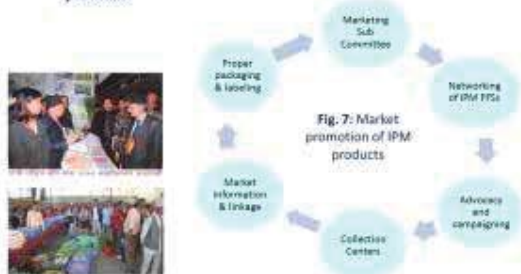 Marketing
Sub
Committee
Networking
of IPM FFSs
Advocacy
and
campaigning
Collection
Centers
Market
information
& linkage
Proper
packaging
& labeling
Fig. 7: Market
promotion of IPM
products